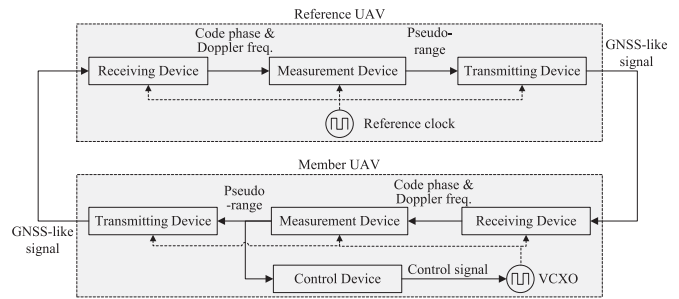 Reference UAV
Code phase &
Doppler freq.
Pseudo-
range
GNSS-like
signal
Receiving Device
Measurement Device
Transmitting Device
Reference clock
Member UAV
Pseudo
-range
Code phase &
Doppler freq.
Transmitting Device
Measurement Device
Receiving Device
GNSS-like
signal
Control Device
Control signal
VCXO